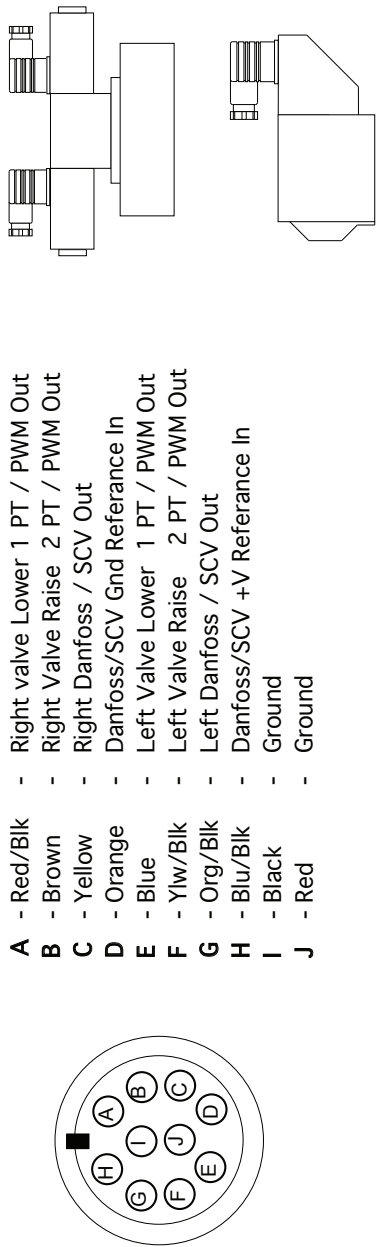 A - Red/Blk - Right valve Lower 1 PT / PWM Out
B - Brown - Right Valve Raise 2 PT / PWM Out
C - Yellow - Right Danfoss / SCV Out
D - Orange - Danfoss/SCV Gnd Referance In
E - Blue - Left Valve Lower 1 PT / PWM Out
F - Ylw/Blk - Left Valve Raise 2 PT / PWM Out
G - Org/Blk - Left Danfoss / SCV Out
H - Blu/Blk - Danfoss/SCV +V Referance In
I - Black - Ground
J - Red - Ground
H A
G I B
F J C
E D